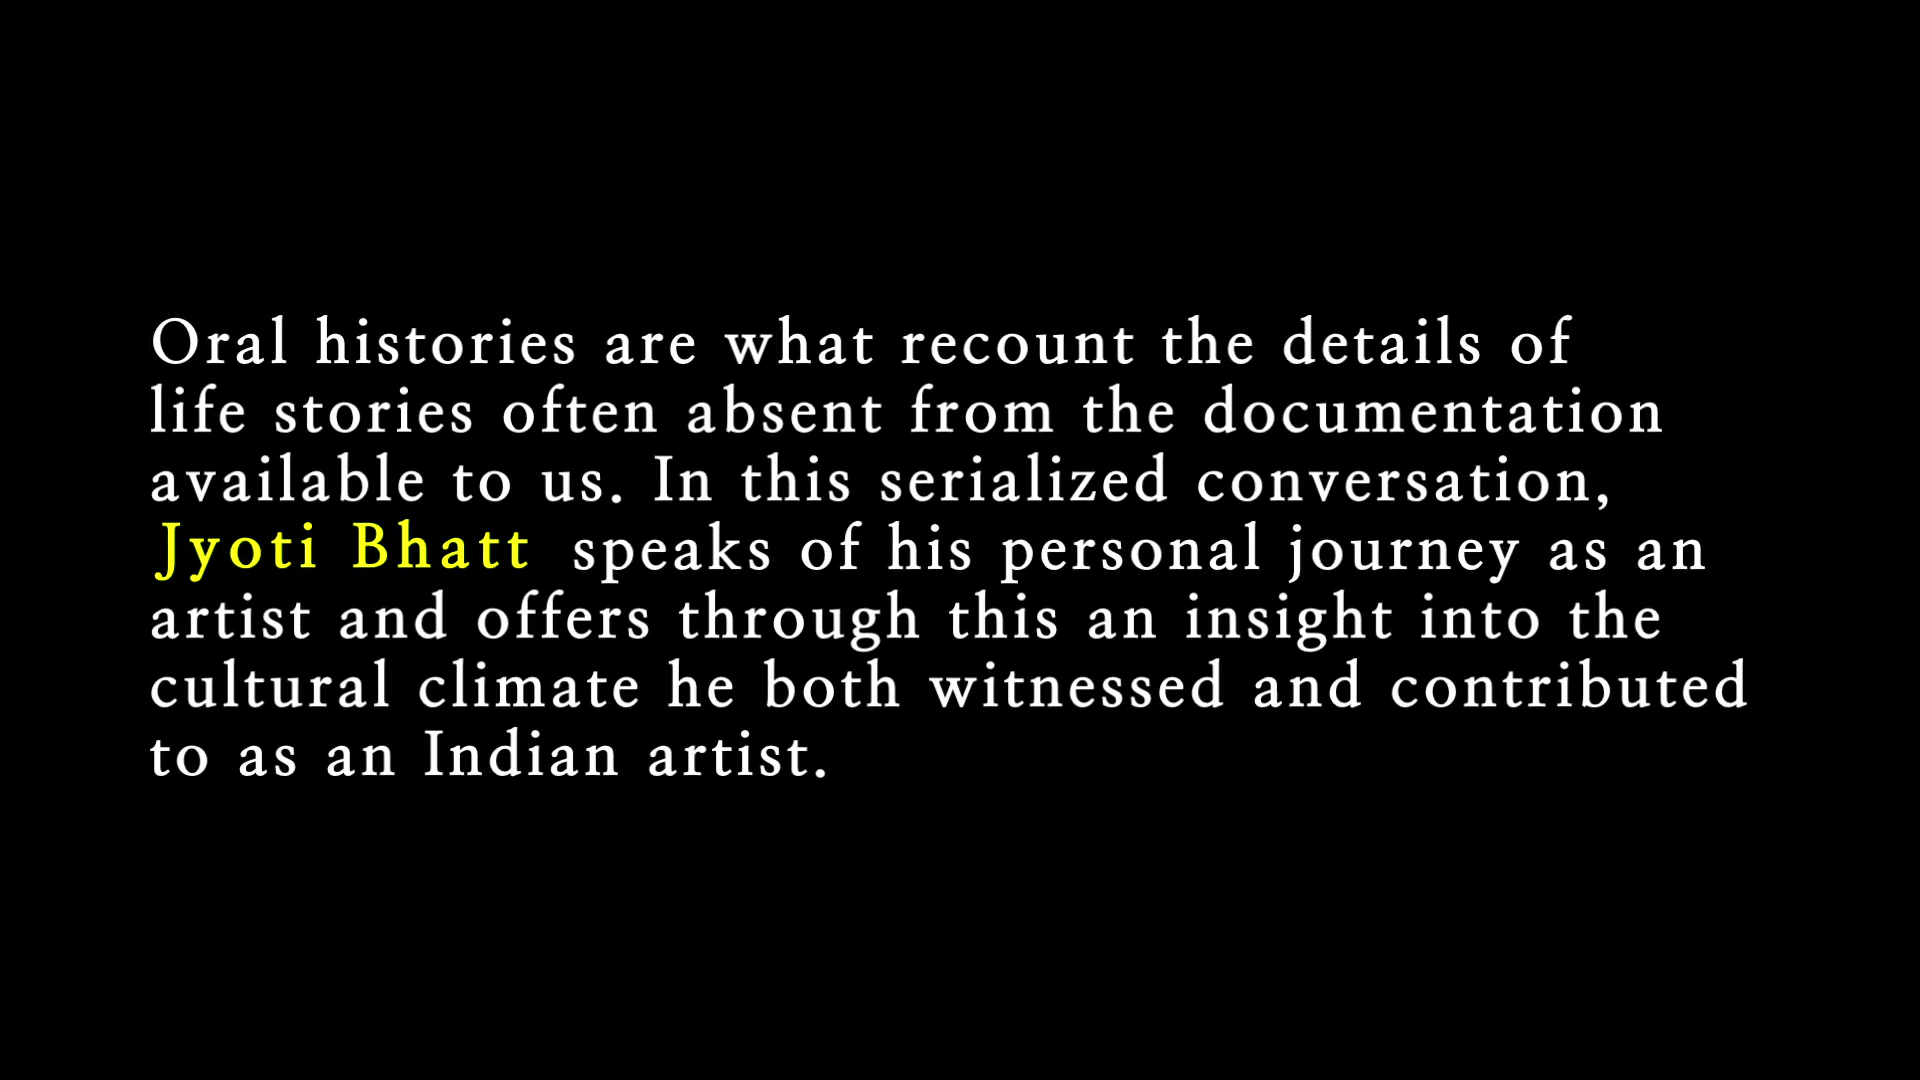 Oral histories are what recount the details of
life stories often absent from the documentation
available to us. In this serialized conversation,
Jyoti Bhatt speaks of his personal journey as an
artist and offers through this an insight into the
cultural climate he both witnessed and contributed
to as an Indian artist.